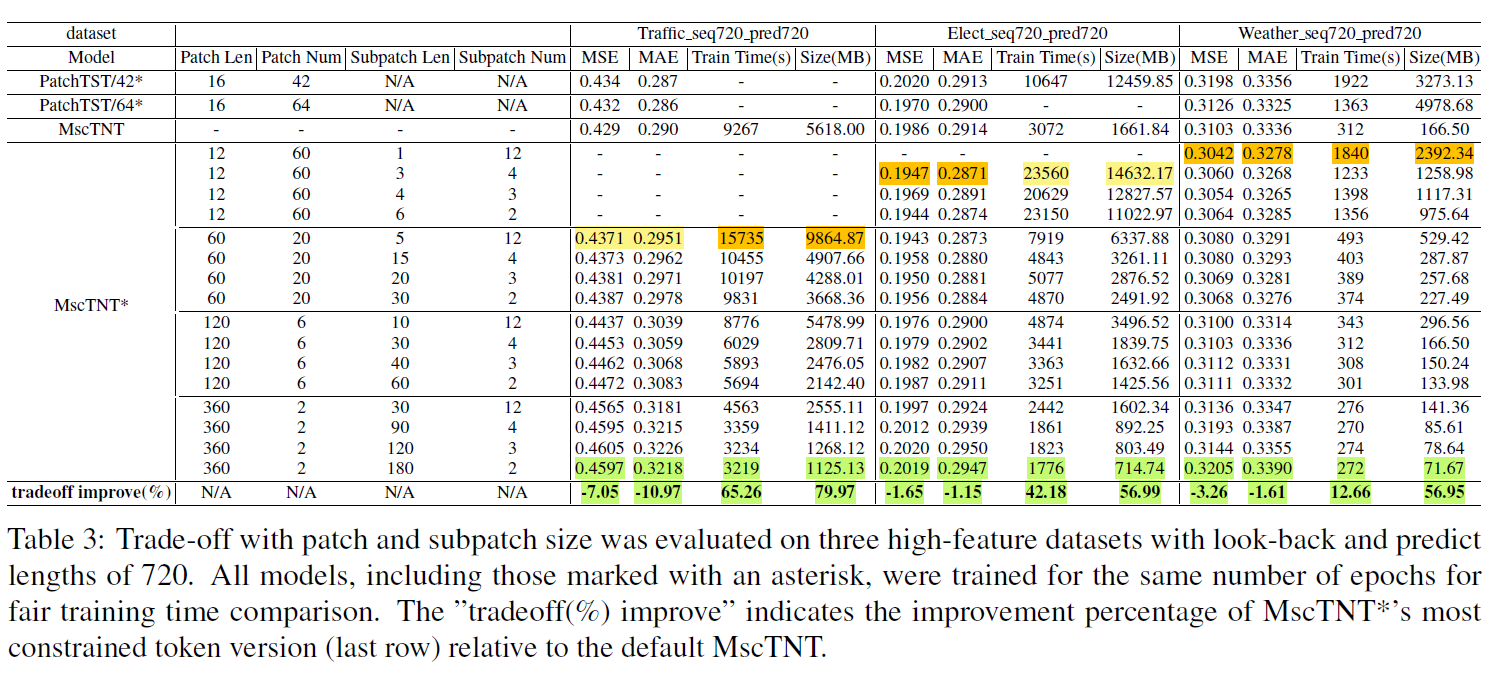 dataset Traffic_seq720_pred720 Elect_seq720_pred720 Weather_seq720_pred720
Model Patch Len Patch Num Subpatch Len Subpatch Num MSE MAE Train Time(s) Size(MB) MSE MAE Train Time(s) Size(MB) MSE MAE Train Time(s) Size(MB)
PatchTST/42* 16 42 N/A N/A 0.434 0.287 - - 0.2020 0.2913 10647 12459.85 0.3198 0.3356 1922 3273.13
PatchTST/64* 16 64 N/A N/A 0.432 0.286 - - 0.1970 0.2900 - - 0.3126 0.3325 1363 4978.68
MscTNT - - - - 0.429 0.290 9267 5618.00 0.1986 0.2914 3072 1661.84 0.3103 0.3336 312 166.50
12 60 1 12 - - - - - - - - 0.3042 0.3278 1840 2392.34
12 60 3 4 - - - - 0.1947 0.2871 23560 14632.17 0.3060 0.3268 1233 1258.98
12 60 4 3 - - - - 0.1969 0.2891 20629 12827.57 0.3054 0.3265 1398 1117.31
12 60 6 2 - - - - 0.1944 0.2874 23150 11022.97 0.3064 0.3285 1356 975.64
60 20 5 12 0.4371 0.2951 15735 9864.87 0.1943 0.2873 7919 6337.88 0.3080 0.3291 493 529.42
60 20 15 4 0.4373 0.2962 10455 4907.66 0.1958 0.2880 4843 3261.11 0.3080 0.3293 403 287.87
60 20 20 3 0.4381 0.2971 10197 4288.01 0.1950 0.2881 5077 2876.52 0.3069 0.3281 389 257.68
60 20 30 2 0.4387 0.2978 9831 3668.36 0.1956 0.2884 4870 2491.92 0.3068 0.3276 374 227.49
MscTNT*
120 6 10 12 0.4437 0.3039 8776 5478.99 0.1976 0.2900 4874 3496.52 0.3100 0.3314 343 296.56
120 6 30 4 0.4453 0.3059 6029 2809.71 0.1979 0.2902 3441 1839.75 0.3103 0.3336 312 166.50
120 6 40 3 0.4462 0.3068 5893 2476.05 0.1982 0.2907 3363 1632.66 0.3112 0.3331 308 150.24
120 6 60 2 0.4472 0.3083 5694 2142.40 0.1987 0.2911 3251 1425.56 0.3111 0.3332 301 133.98
360 2 30 12 0.4565 0.3181 4563 2555.11 0.1997 0.2924 2442 1602.34 0.3136 0.3347 276 141.36
360 2 90 4 0.4595 0.3215 3359 1411.12 0.2012 0.2939 1861 892.25 0.3193 0.3387 270 85.61
360 2 120 3 0.4605 0.3226 3234 1268.12 0.2020 0.2950 1823 803.49 0.3144 0.3355 274 78.64
360 2 180 2 0.4597 0.3218 3219 1125.13 0.2019 0.2947 1776 714.74 0.3205 0.3390 272 71.67
tradeoff improve(%) N/A N/A N/A N/A -7.05 -10.97 65.26 79.97 -1.65 -1.15 42.18 56.99 -3.26 -1.61 12.66 56.95
Table 3: Trade-off with patch and subpatch size was evaluated on three high-feature datasets with look-back and predict
lengths of 720. All models, including those marked with an asterisk, were trained for the same number of epochs for
fair training time comparison. The ”tradeoff(%) improve” indicates the improvement percentage of MscTNT*’s most
constrained token version (last row) relative to the default MscTNT.